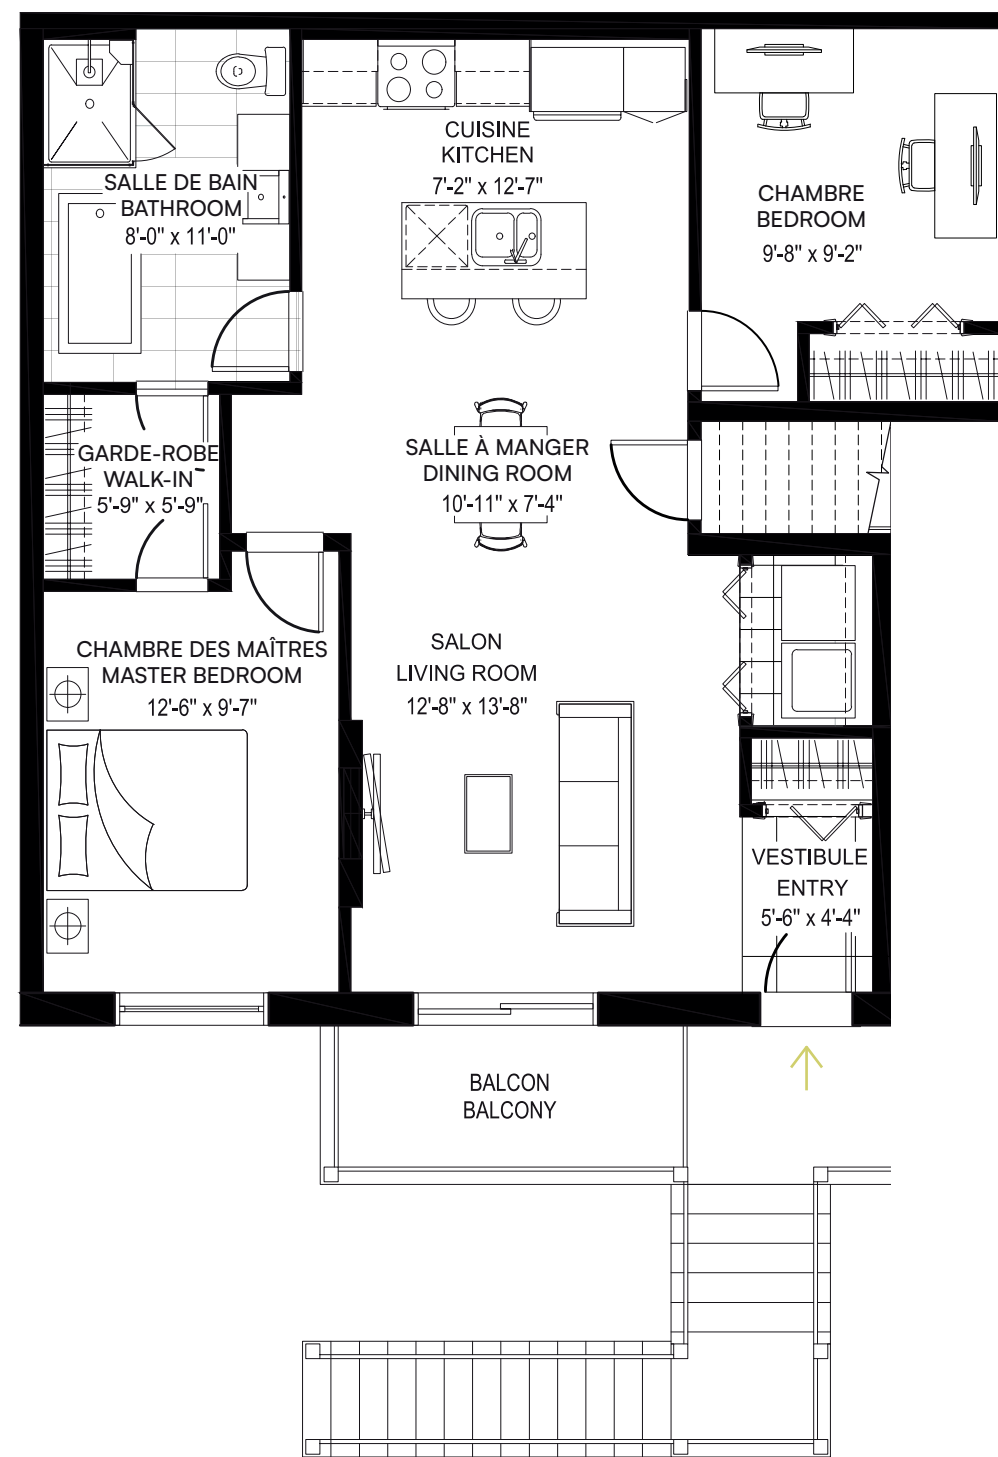 CUISINE
KITCHEN
7'-2" x 12'-7"
SALLE DE BAIN
BATHROOM
8'-0" x 11'-0"
CHAMBRE
BEDROOM
9'-8" x 9'-2"
GARDE-ROBE
WALK-IN
5'-9" x 5'-9"
SALLE À MANGER
DINING ROOM
10'-11" x 7'-4"
CHAMBRE DES MAÎTRES
MASTER BEDROOM
12'-6" x 9'-7"
SALON
LIVING ROOM
12'-8" x 13'-8"
VESTIBULE
ENTRY
5'-6" x 4'-4"
BALCON
BALCONY